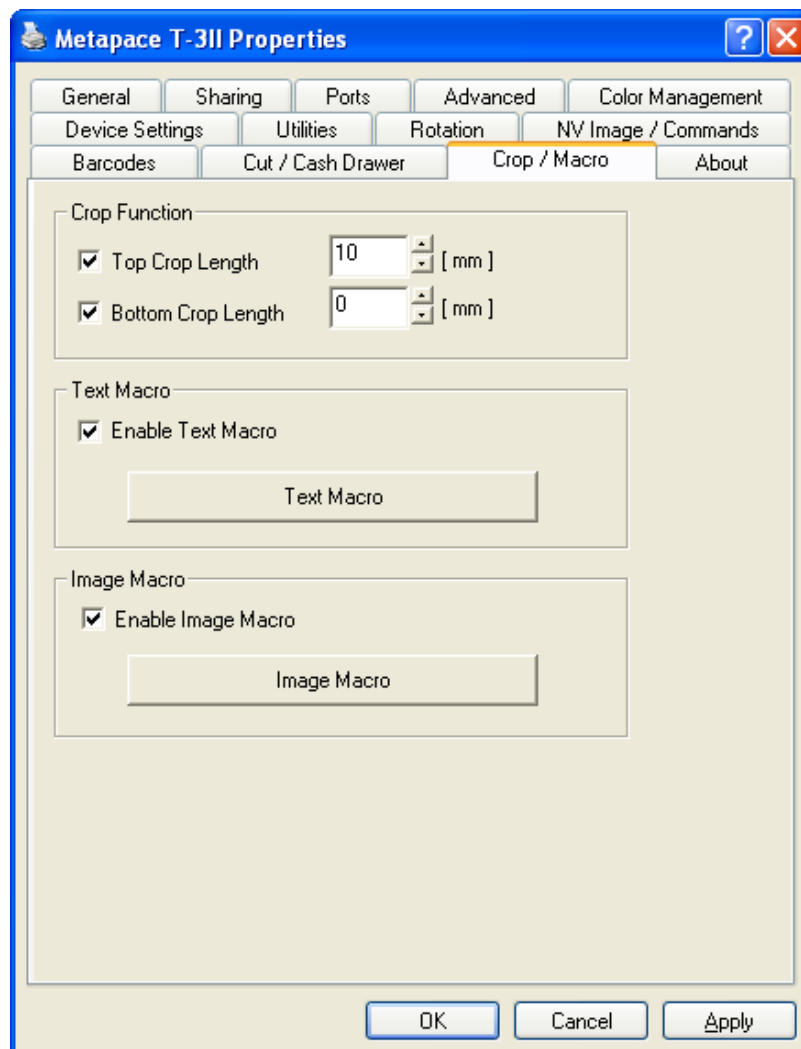 Metapace T-3II Properties
General Sharing Ports Advanced Color Management
Device Settings Utilities Rotation NV Image / Commands
Barcodes Cut / Cash Drawer Crop / Macro About
Crop Function
Top Crop Length 10 [ mm ]
Bottom Crop Length 0 [ mm ]
Text Macro
Enable Text Macro
Text Macro
Image Macro
Enable Image Macro
Image Macro
OK Cancel Apply